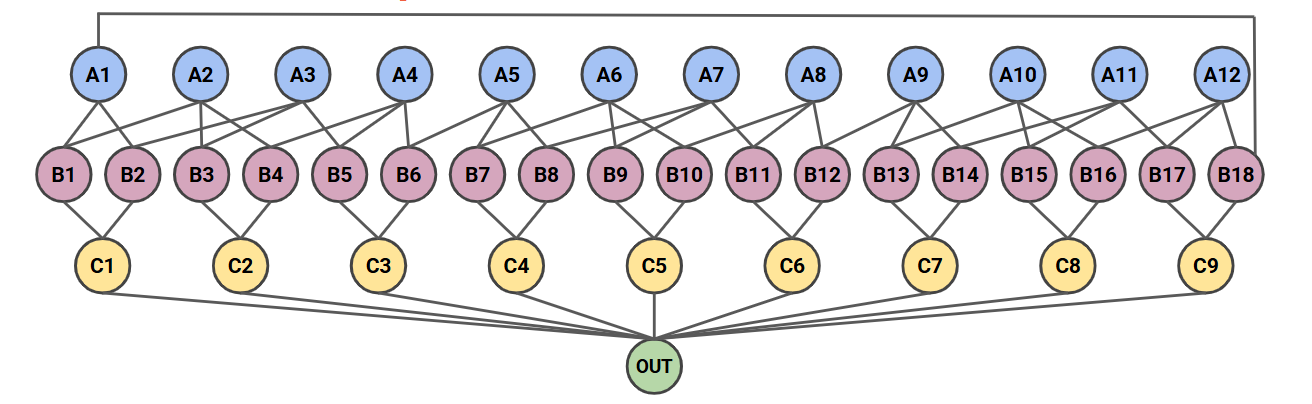 A1 A2 A3 A4 A5 A6 A7 A8 A9 A10 A11 A12
B1 B2 B3 B4 B5 B6 B7 B8 B9 B10 B11 B12 B13 B14 B15 B16 B17 B18
C1 C2 C3 C4 C5 C6 C7 C8 C9
OUT